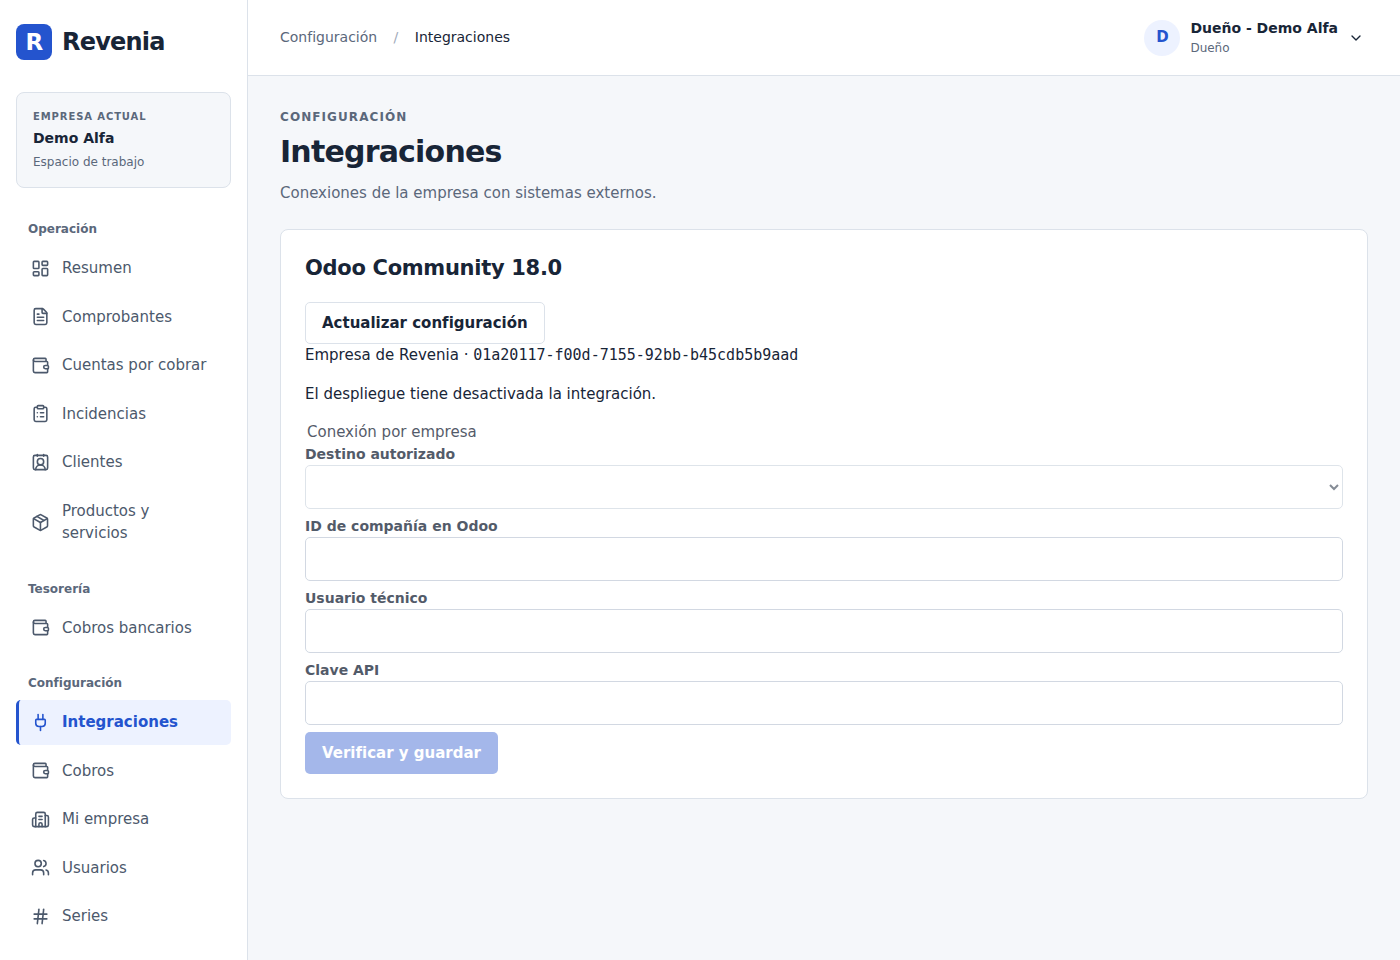 R Revenia
EMPRESA ACTUAL
Demo Alfa
Espacio de trabajo
Operación
Resumen
Comprobantes
Cuentas por cobrar
Incidencias
Clientes
Productos y
servicios
Tesorería
Cobros bancarios
Configuración
Integraciones
Cobros
Mi empresa
Usuarios
Series
Configuración / Integraciones
D
Dueño - Demo Alfa
Dueño
CONFIGURACIÓN
Integraciones
Conexiones de la empresa con sistemas externos.
Odoo Community 18.0
Actualizar configuración
Empresa de Revenia · 01a20117-f00d-7155-92bb-b45cdb5b9aad
El despliegue tiene desactivada la integración.
Conexión por empresa
Destino autorizado
ID de compañía en Odoo
Usuario técnico
Clave API
Verificar y guardar